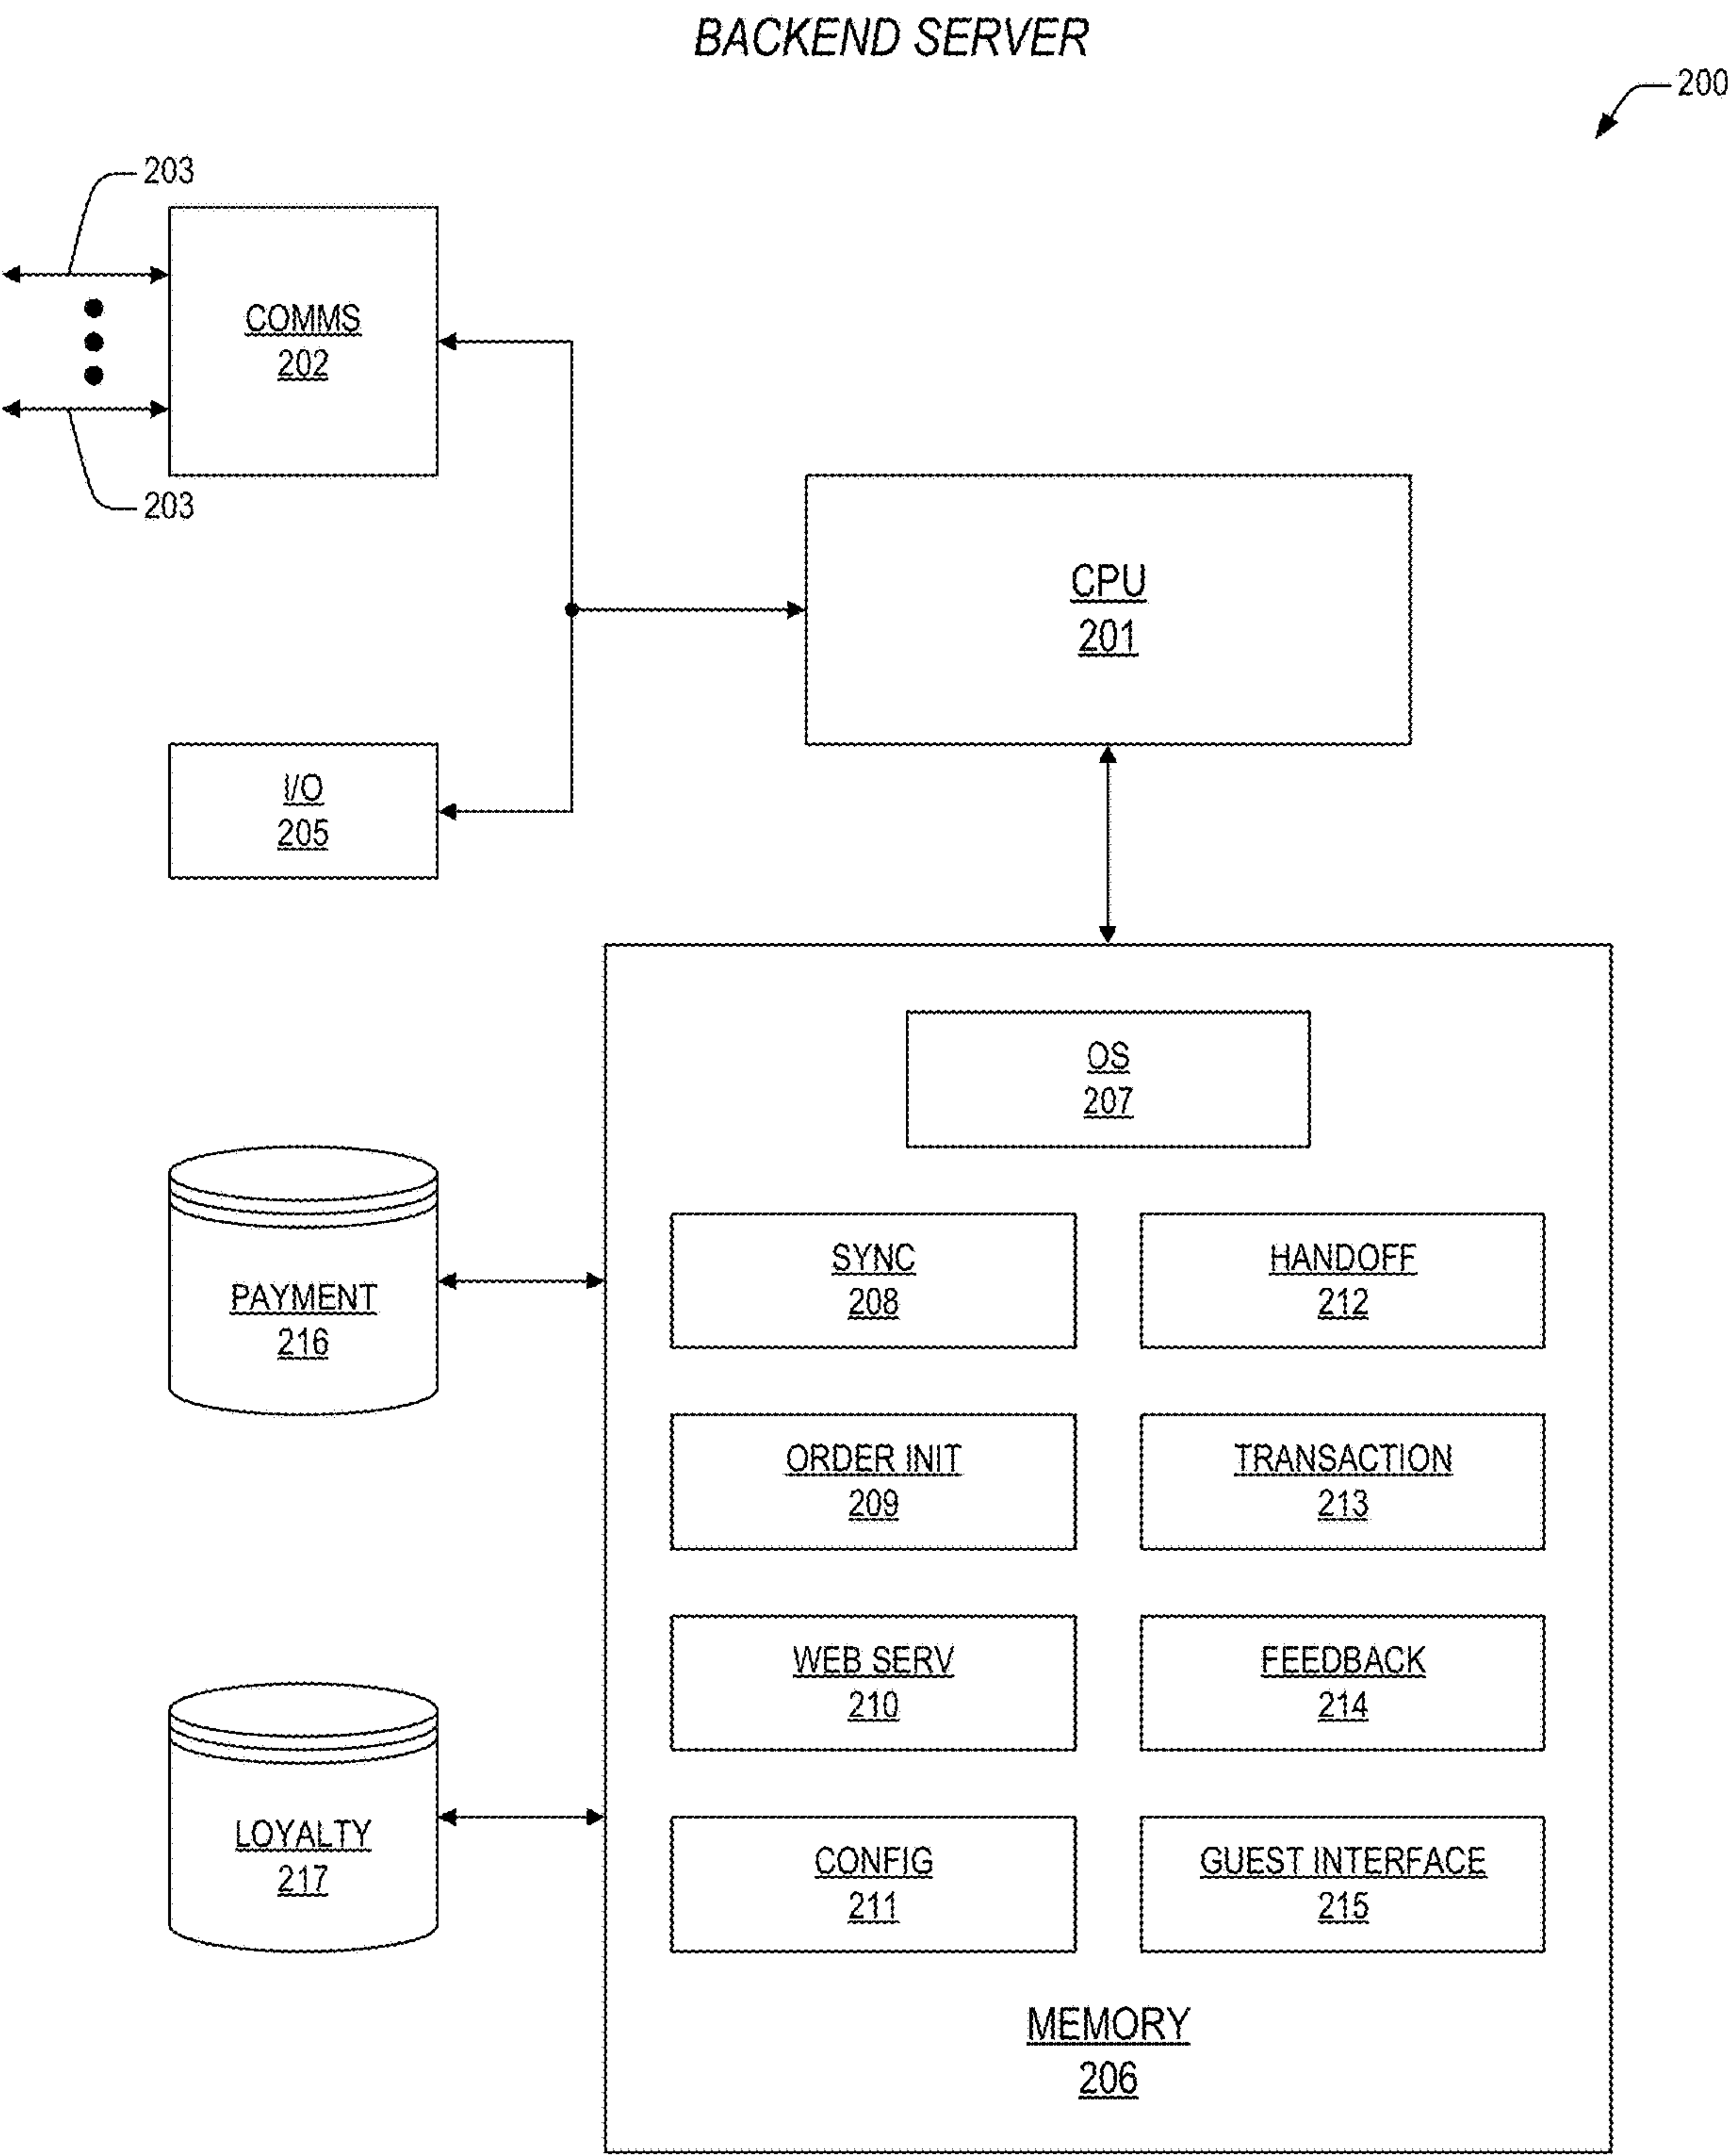 BACKEND SERVER
200
203
COMMS
202
203
CPU
201
I/O
205
OS
207
SYNC
208
HANDOFF
212
PAYMENT
216
ORDER INIT
209
TRANSACTION
213
WEB SERV
210
FEEDBACK
214
LOYALTY
217
CONFIG
211
GUEST INTERFACE
215
MEMORY
206